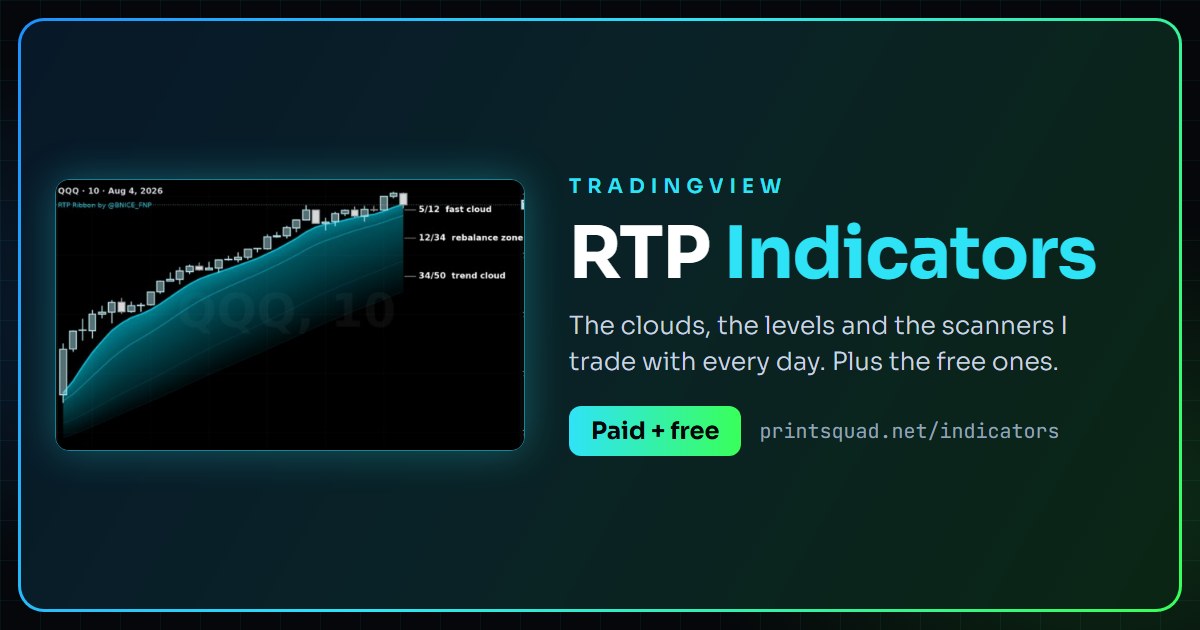 QQQ · 10 · Aug 4, 2026
RTP Ribbon by @BNICE_FNP
5/12 fast cloud
12/34 rebalance zone
34/50 trend cloud
QQQ, 10
TRADINGVIEW
RTP Indicators
The clouds, the levels and the scanners I
trade with every day. Plus the free ones.
Paid + free
printsquad.net/indicators